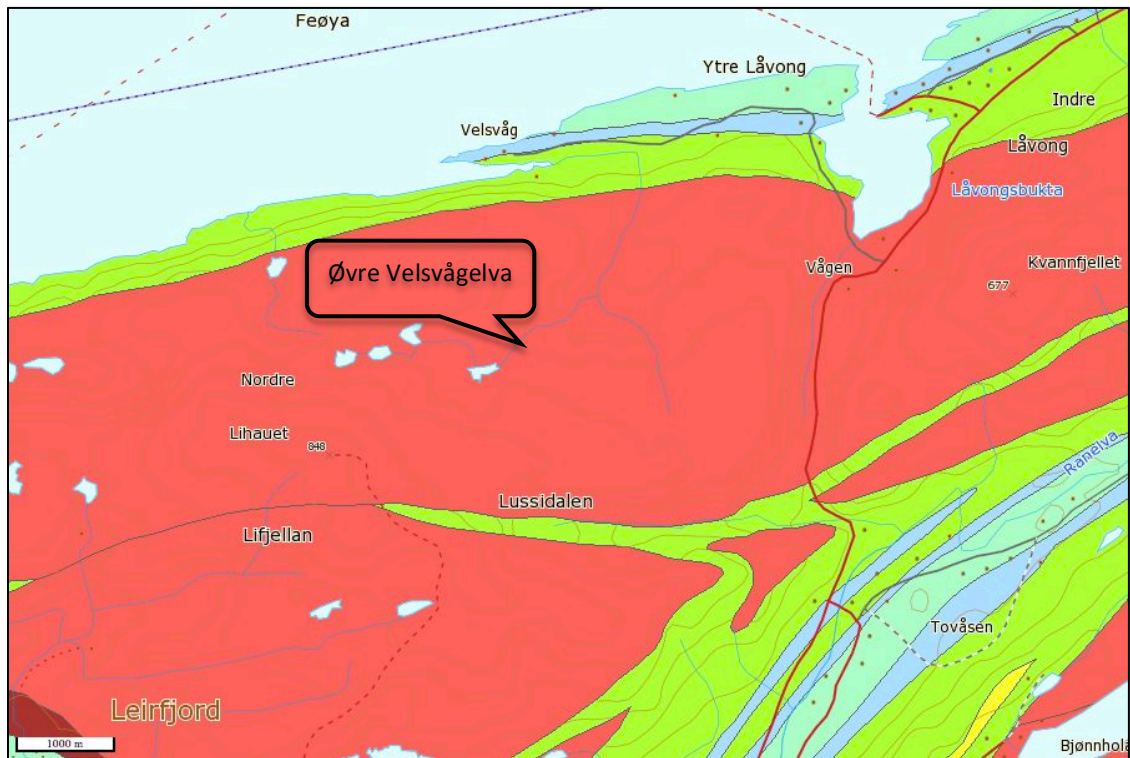 Feøya
Ytre Låvong
Indre
Velsvåg
Låvong
Låvongsbukta
Øvre Velsvågelva
Vågen
Kvannfjellet
677
Nordre
Lihauet
848
Ranelva
Lussidalen
Lifjellan
Tovåsen
Leirfjord
1000 m
Bjønnhola